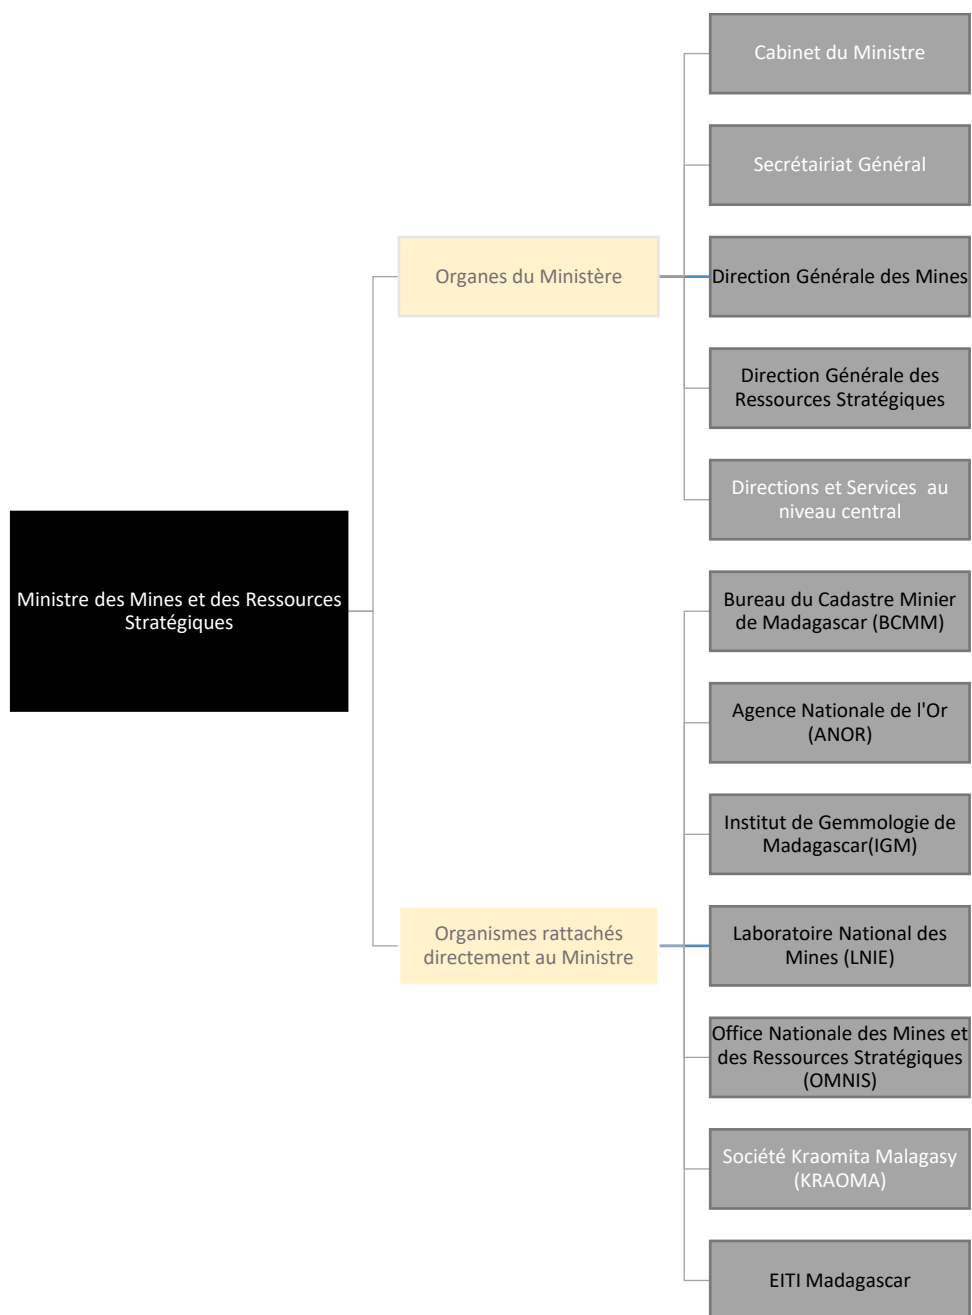 Cabinet du Ministre
Secrétairiat Général
Organes du Ministère
Direction Générale des Mines
Direction Générale des
Ressources Stratégiques
Directions et Services au
niveau central
Ministre des Mines et des Ressources
Stratégiques
Bureau du Cadastre Minier
de Madagascar (BCMM)
Agence Nationale de l'Or
(ANOR)
Institut de Gemmologie de
Madagascar(IGM)
Organismes rattachés
directement au Ministre
Laboratoire National des
Mines (LNIE)
Office Nationale des Mines et
des Ressources Stratégiques
(OMNIS)
Société Kraomita Malagasy
(KRAOMA)
EITI Madagascar